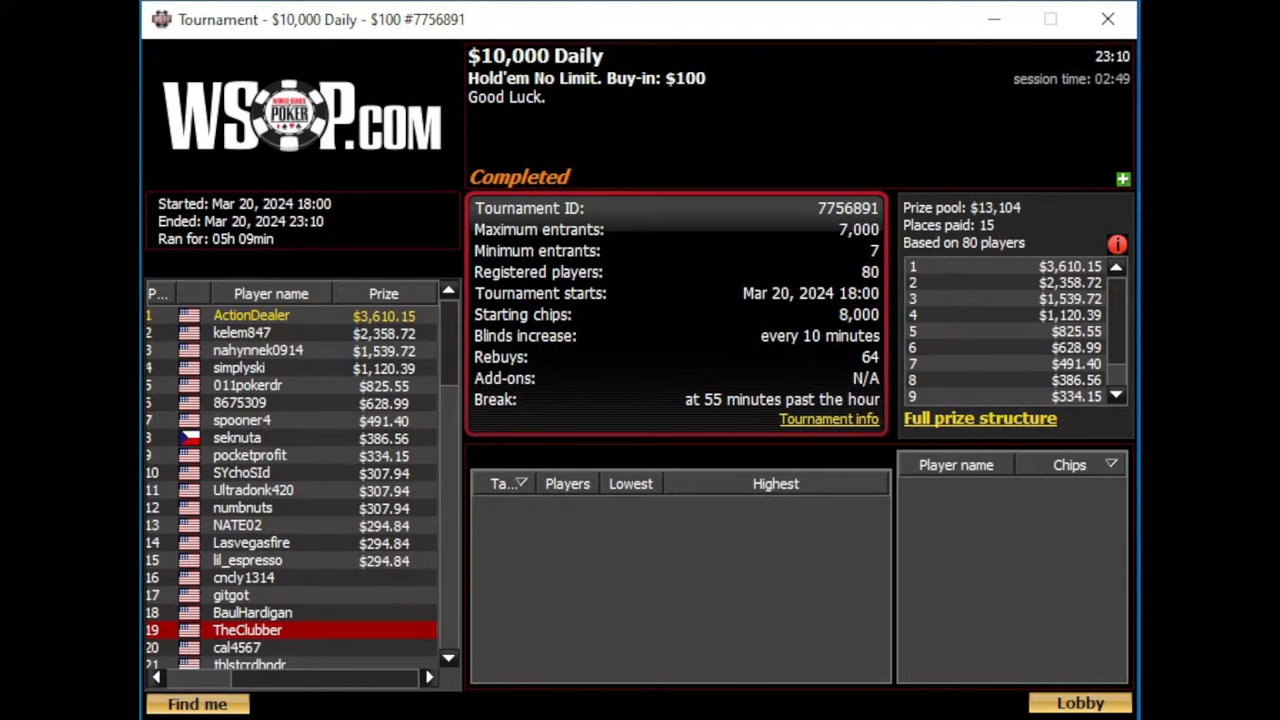 Tournament - $10,000 Daily - $100 #7756891
WSOP.COM
WORLD SERIES
POKER
$10,000 Daily
23:10
Hold'em No Limit. Buy-in: $100
session time: 02:49
Good Luck.
Completed
Started: Mar 20, 2024 18:00
Ended: Mar 20, 2024 23:10
Ran for: 05h 09min
Tournament ID: 7756891
Maximum entrants: 7,000
Minimum entrants: 7
Registered players: 80
Tournament starts: Mar 20, 2024 18:00
Starting chips: 8,000
Blinds increase: every 10 minutes
Rebuys: 64
Add-ons: N/A
Break: at 55 minutes past the hour
Tournament info
Prize pool: $13,104
Places paid: 15
Based on 80 players
1 $3,610.15
2 $2,358.72
3 $1,539.72
4 $1,120.39
5 $825.55
6 $628.99
7 $491.40
8 $386.56
9 $334.15
Full prize structure
P... Player name Prize
1 ActionDealer $3,610.15
2 kelem847 $2,358.72
3 nahynnek0914 $1,539.72
4 simplyski $1,120.39
5 011pokerdr $825.55
6 8675309 $628.99
7 spooner4 $491.40
8 seknuta $386.56
9 pocketprofit $334.15
10 SYchoSId $307.94
11 Ultradonk420 $307.94
12 numbnuts $307.94
13 NATE02 $294.84
14 Lasvegasfire $294.84
15 lil_espresso $294.84
16 cncly1314
17 gitgot
18 BaulHardigan
19 TheClubber
20 cal4567
21
Ta... Players Lowest Highest
Player name Chips
Find me
Lobby